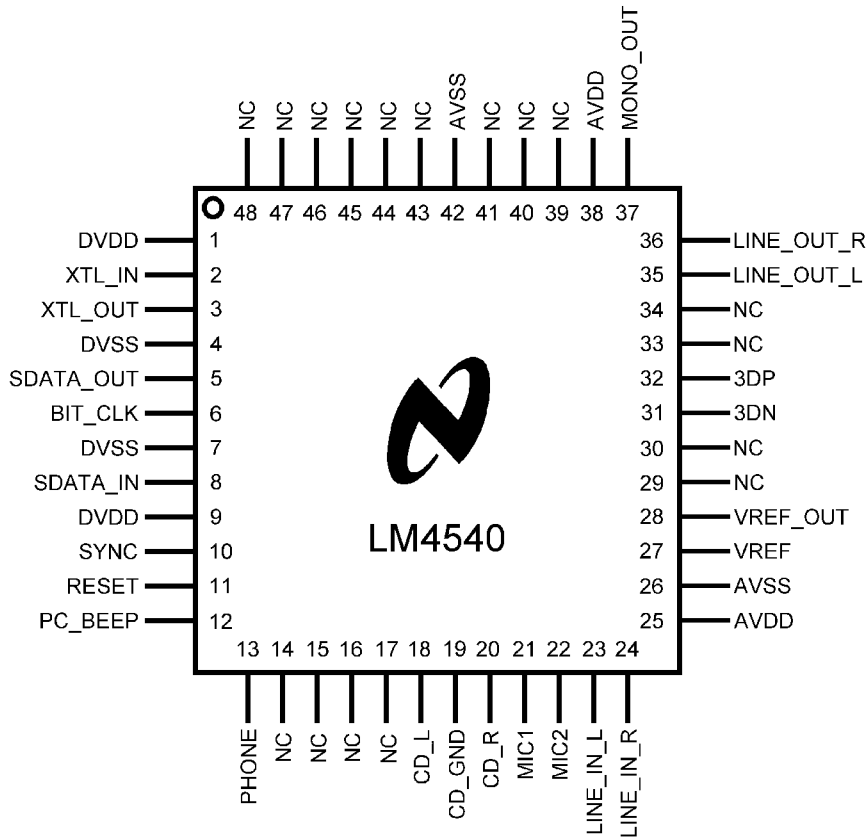 NC NC NC NC NC NC AVSS NC NC NC AVDD MONO_OUT
48 47 46 45 44 43 42 41 40 39 38 37
DVDD 1 36 LINE_OUT_R
XTL_IN 2 35 LINE_OUT_L
XTL_OUT 3 34 NC
DVSS 4 33 NC
SDATA_OUT 5 32 3DP
BIT_CLK 6 31 3DN
DVSS 7 30 NC
SDATA_IN 8 29 NC
DVDD 9 28 VREF_OUT
SYNC 10 27 VREF
LM4540
RESET 11 26 AVSS
PC_BEEP 12 25 AVDD
13 14 15 16 17 18 19 20 21 22 23 24
PHONE NC NC NC NC CD_L CD_GND CD_R MIC1 MIC2 LINE_IN_L LINE_IN_R